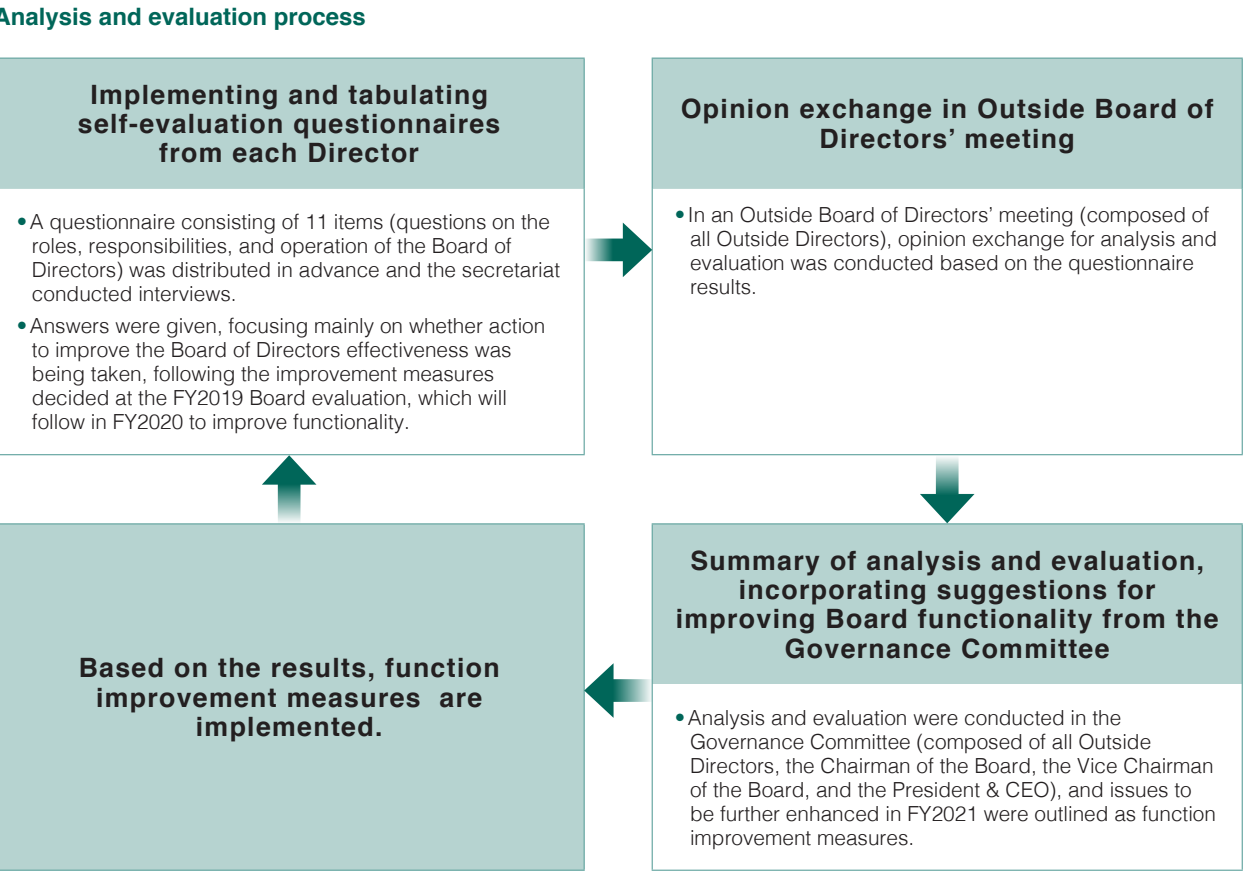 Analysis and evaluation process
Implementing and tabulating
self-evaluation questionnaires
from each Director
• A questionnaire consisting of 11 items (questions on the
roles, responsibilities, and operation of the Board of
Directors) was distributed in advance and the secretariat
conducted interviews.
• Answers were given, focusing mainly on whether action
to improve the Board of Directors effectiveness was
being taken, following the improvement measures
decided at the FY2019 Board evaluation, which will
follow in FY2020 to improve functionality.
Opinion exchange in Outside Board of
Directors’ meeting
• In an Outside Board of Directors’ meeting (composed of
all Outside Directors), opinion exchange for analysis and
evaluation was conducted based on the questionnaire
results.
Summary of analysis and evaluation,
incorporating suggestions for
improving Board functionality from the
Governance Committee
• Analysis and evaluation were conducted in the
Governance Committee (composed of all Outside
Directors, the Chairman of the Board, the Vice Chairman
of the Board, and the President & CEO), and issues to
be further enhanced in FY2021 were outlined as function
improvement measures.
Based on the results, function
improvement measures are
implemented.